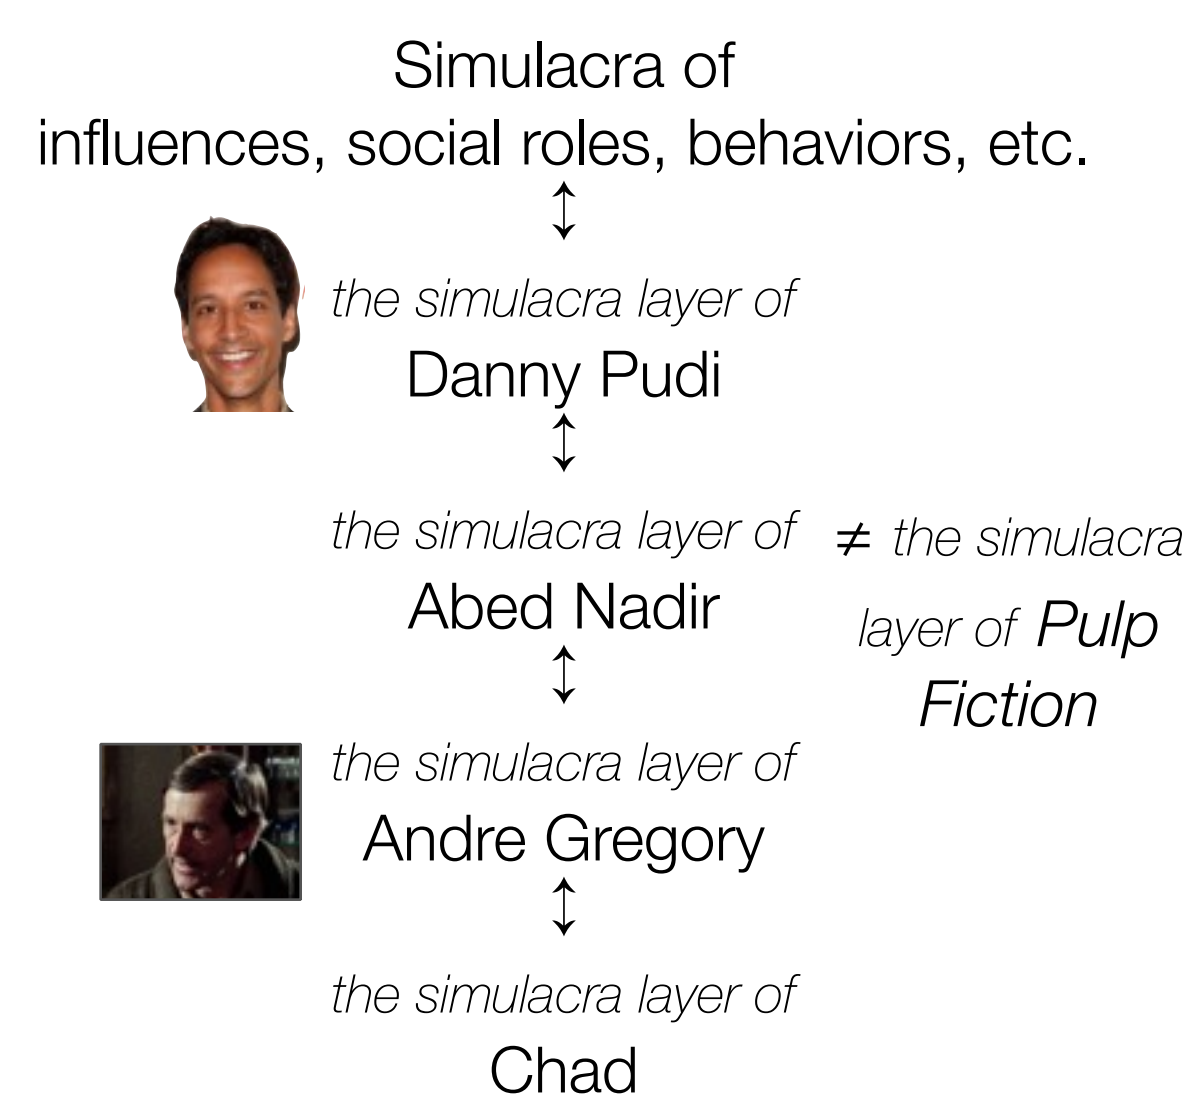 Simulacra of
influences, social roles, behaviors, etc.
↕
the simulacra layer of
Danny Pudi
↕
the simulacra layer of
Abed Nadir
≠ the simulacra
layer of Pulp
Fiction
↕
the simulacra layer of
Andre Gregory
↕
the simulacra layer of
Chad